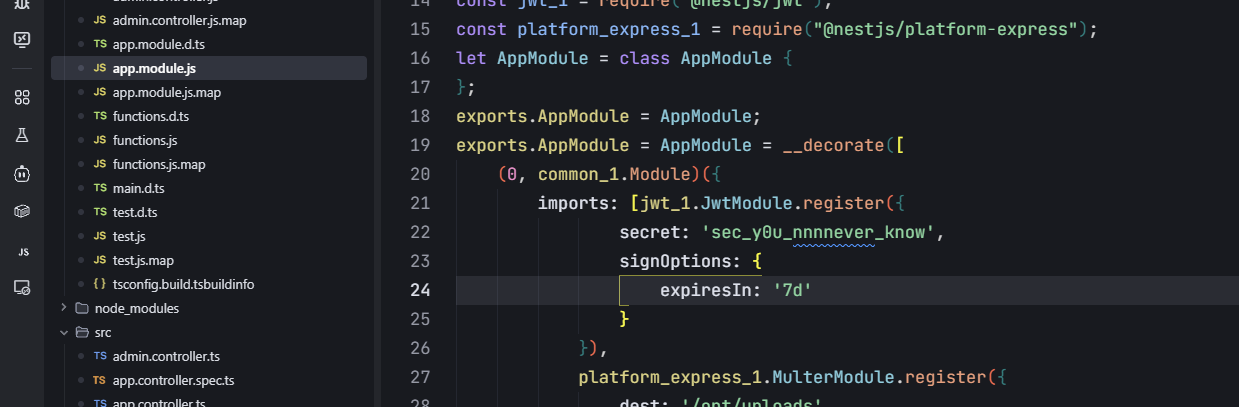 admin.controller.js.map
TS app.module.d.ts
JS app.module.js
JS app.module.js.map
TS functions.d.ts
JS functions.js
JS functions.js.map
TS main.d.ts
TS test.d.ts
JS test.js
JS test.js.map
{ } tsconfig.build.tsbuildinfo
node_modules
src
TS admin.controller.ts
TS app.controller.spec.ts
TS app.controller.ts
JS
14 const jwt_1 = require("@nestjs/jwt");
15 const platform_express_1 = require("@nestjs/platform-express");
16 let AppModule = class AppModule {
17 };
18 exports.AppModule = AppModule;
19 exports.AppModule = AppModule = __decorate([
20 (0, common_1.Module)({
21 imports: [jwt_1.JwtModule.register({
22 secret: 'sec_y0u_nnnnever_know',
23 signOptions: {
24 expiresIn: '7d'
25 }
26 }),
27 platform_express_1.MulterModule.register({
28 dest: '/opt/uploads'